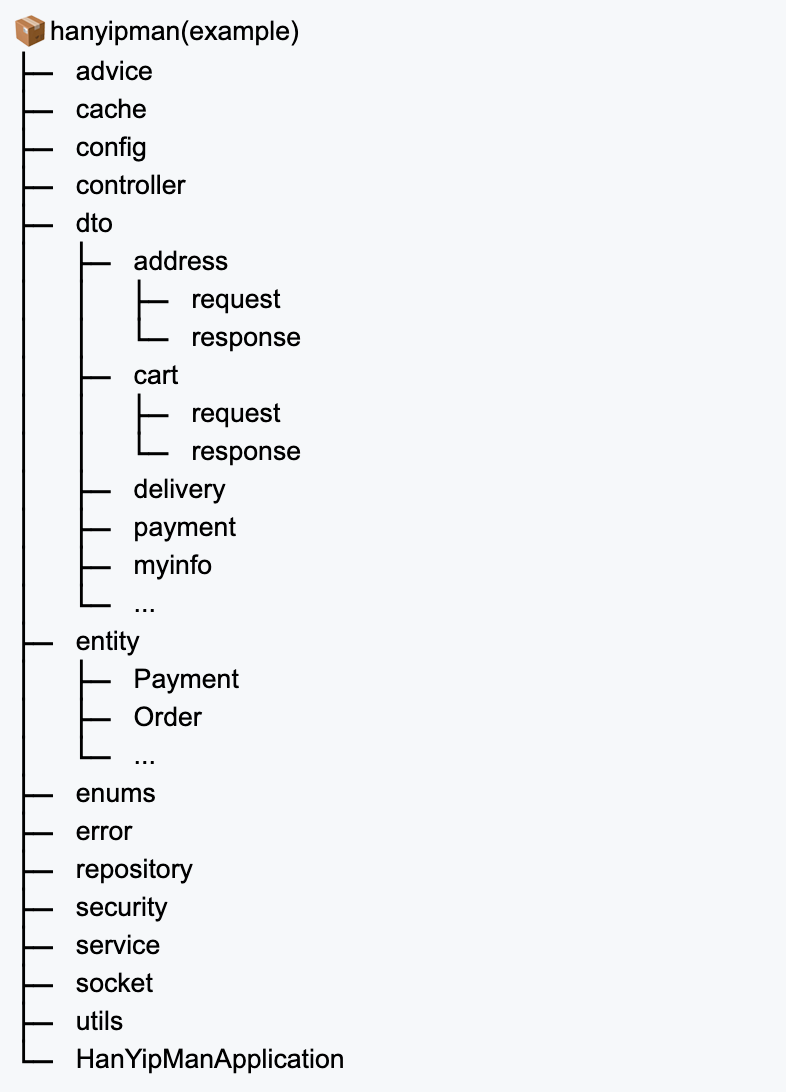 hanyipman(example)
advice
cache
config
controller
dto
address
request
response
cart
request
response
delivery
payment
myinfo
...
entity
Payment
Order
...
enums
error
repository
security
service
socket
utils
HanYipManApplication